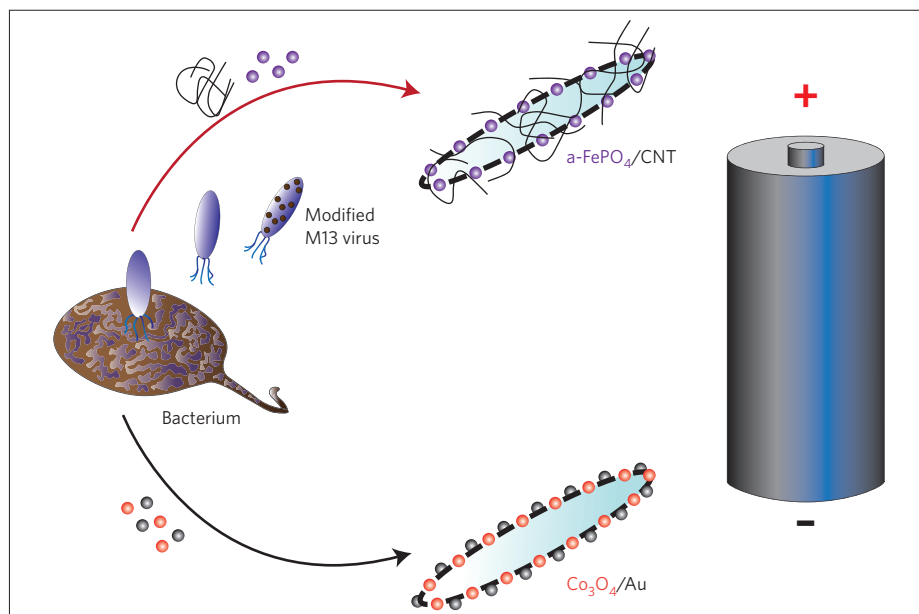 +
a-FePO₄/CNT
Modified
M13 virus
Bacterium
-
Co₃O₄/Au